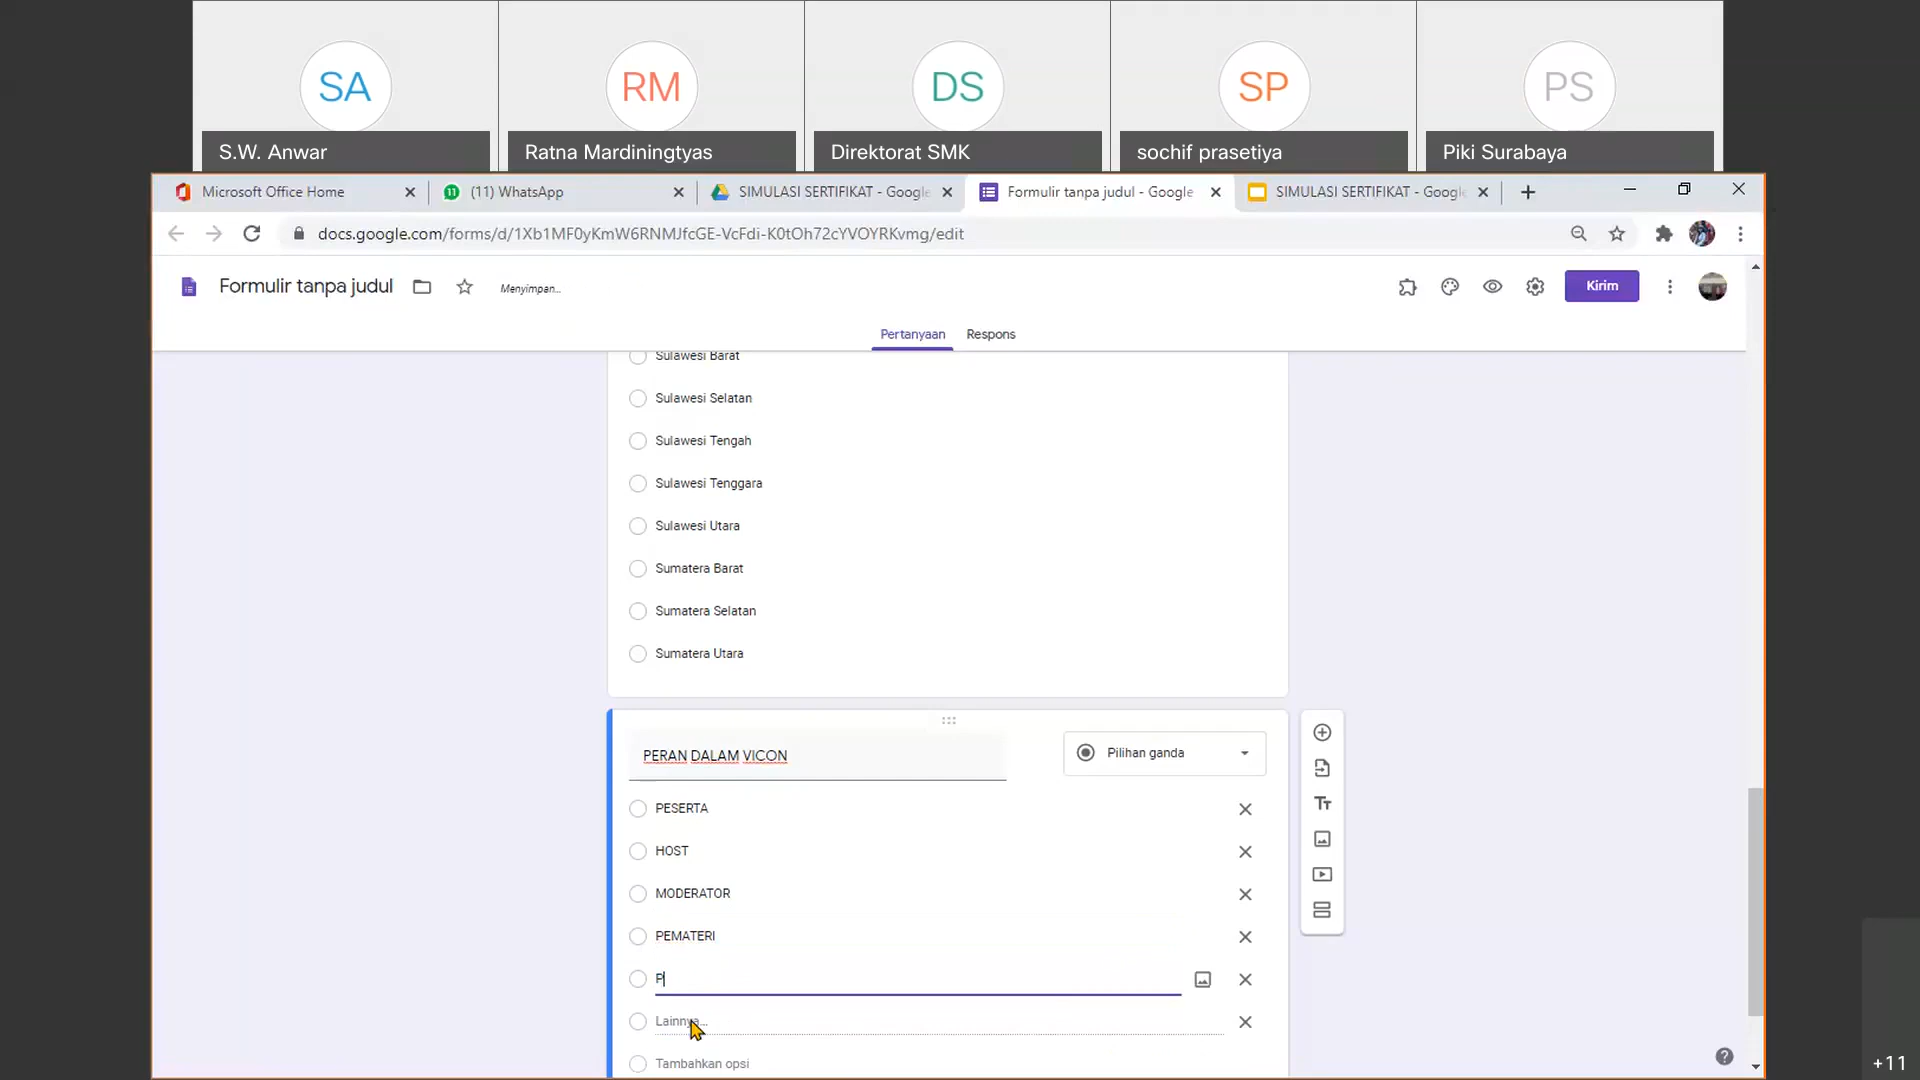 SA
RM
DS
SP
PS
S.W. Anwar
Ratna Mardiningtyas
Direktorat SMK
sochif prasetiya
Piki Surabaya
Microsoft Office Home
(11) WhatsApp
SIMULASI SERTIFIKAT - Google
Formulir tanpa judul - Google
SIMULASI SERTIFIKAT - Google
docs.google.com/forms/d/1Xb1MF0yKmW6RNMJfcGE-VcFdi-K0tOh72cYVOYRKvmg/edit
Formulir tanpa judul
Menyimpan...
Kirim
Pertanyaan
Respons
Sulawesi Barat
Sulawesi Selatan
Sulawesi Tengah
Sulawesi Tenggara
Sulawesi Utara
Sumatera Barat
Sumatera Selatan
Sumatera Utara
PERAN DALAM VICON
Pilihan ganda
PESERTA
HOST
MODERATOR
PEMATERI
P
Lainnya...
Tambahkan opsi
+11